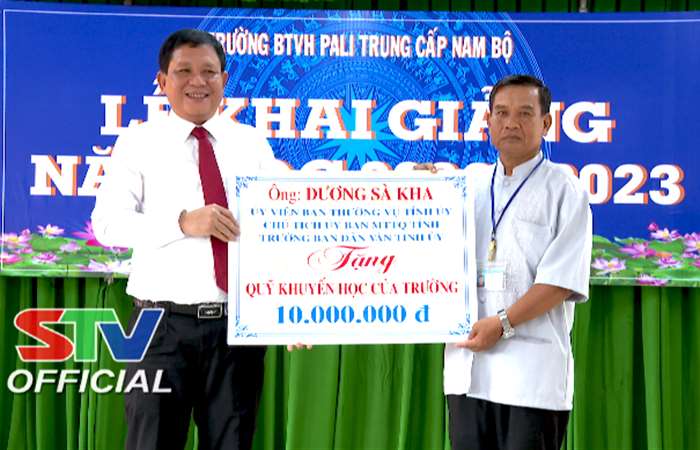 TRƯỜNG BTVH PALI TRUNG CẤP NAM BỘ
LỄ KHAI GIẢNG
NĂM 2023
Ông: DƯƠNG SÀ KHA
ỦY VIÊN BAN THƯỜNG VỤ TỈNH ỦY
CHỦ TỊCH ỦY BAN MTTQ TỈNH
TRƯỞNG BAN DÂN VẬN TỈNH ỦY
Tặng
QUỸ KHUYẾN HỌC CỦA TRƯỜNG
10.000.000 đ
STV
OFFICIAL